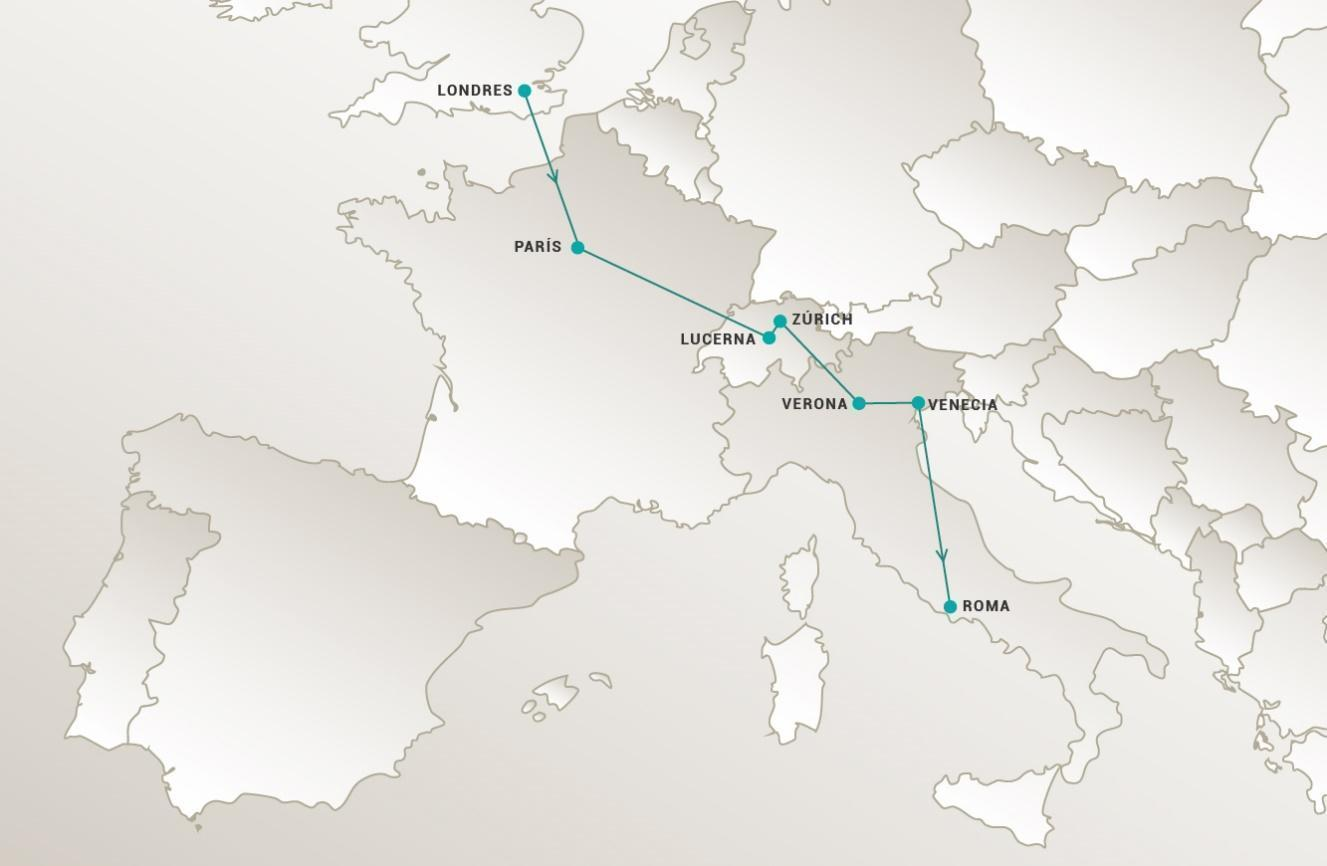 LONDRES
PARÍS
ZÚRICH
LUCERNA
VERONA
VENECIA
ROMA